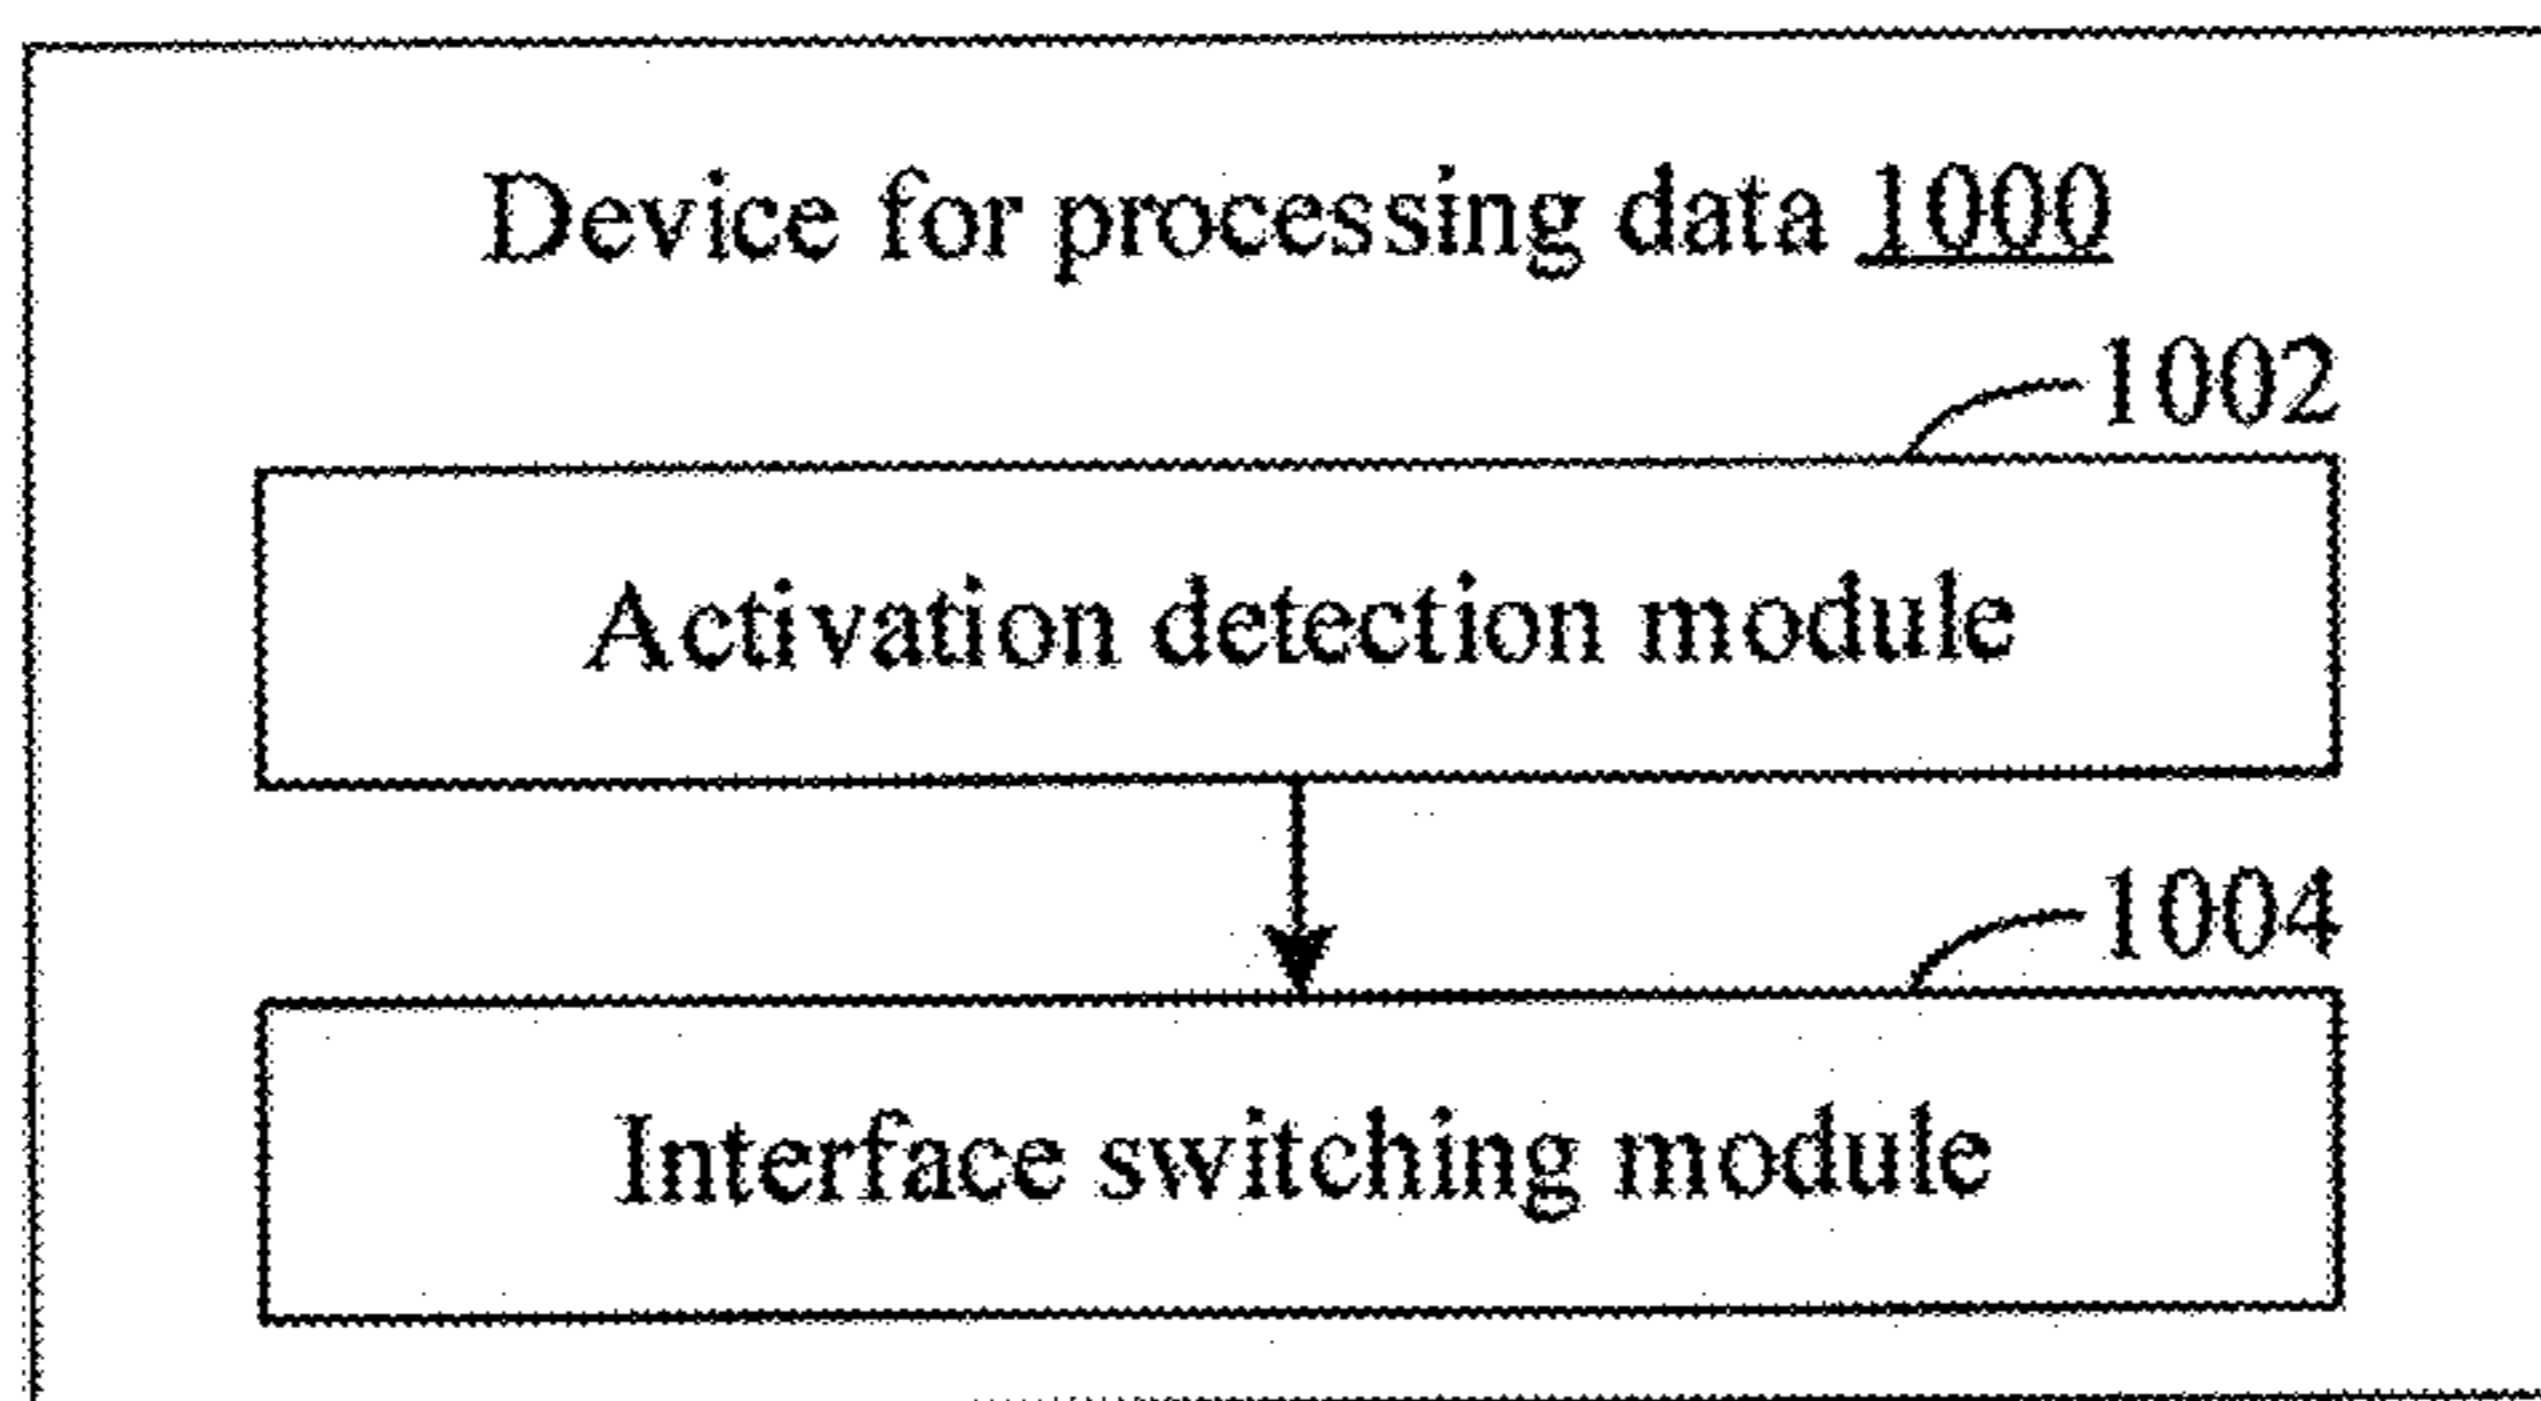 Device for processing data 1000
1002
Activation detection module
1004
Interface switching module